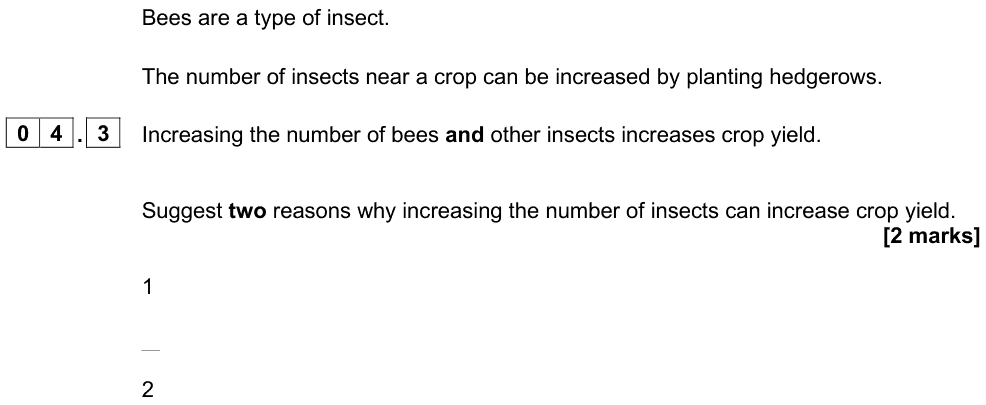 Bees are a type of insect.
The number of insects near a crop can be increased by planting hedgerows.
0 4 . 3 Increasing the number of bees and other insects increases crop yield.
Suggest two reasons why increasing the number of insects can increase crop yield.
[2 marks]
1
2